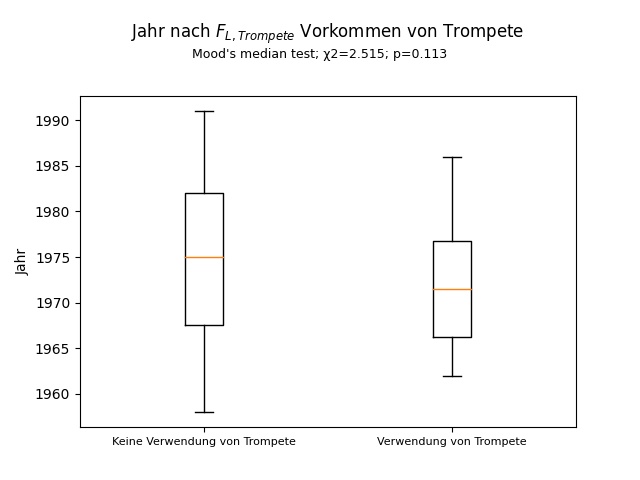 Jahr nach F_{L,Trompete} Vorkommen von Trompete
Mood's median test; χ2=2.515; p=0.113
1990
1985
1980
1975
1970
1965
1960
Jahr
Keine Verwendung von Trompete
Verwendung von Trompete